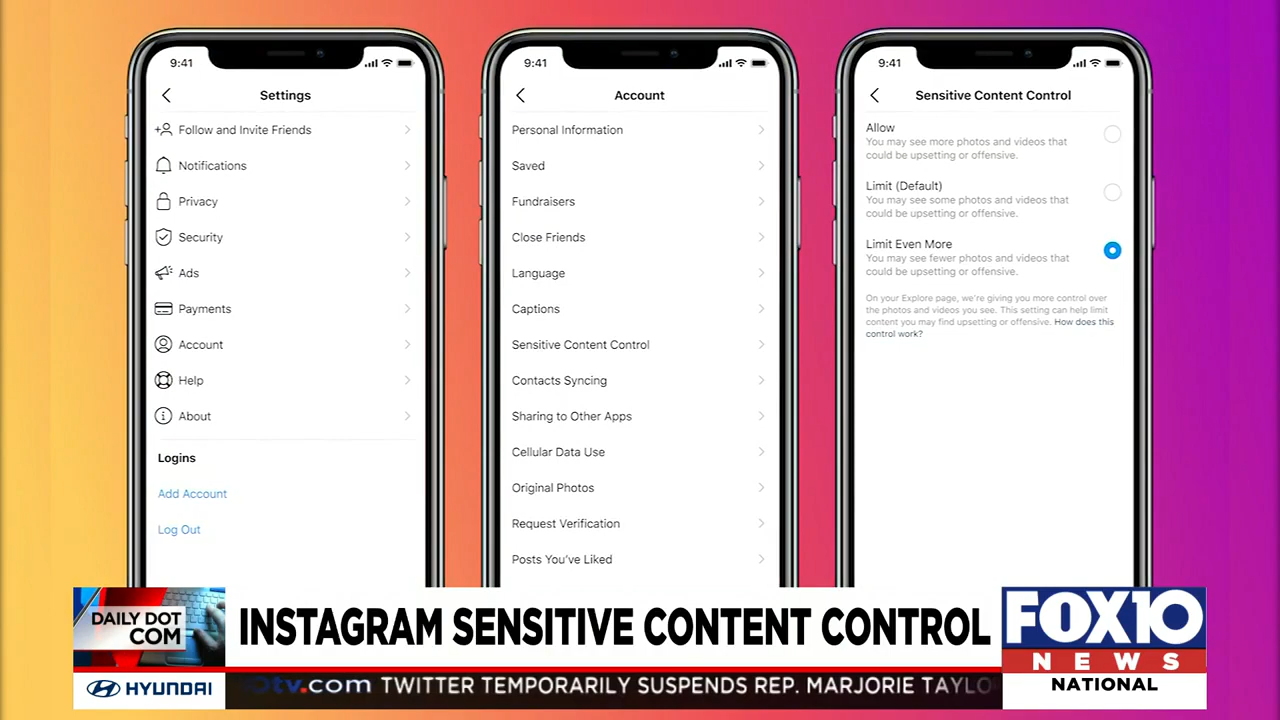 9:41
Settings
Follow and Invite Friends
Notifications
Privacy
Security
Ads
Payments
Account
Help
About
Logins
Add Account
Log Out
9:41
Account
Personal Information
Saved
Fundraisers
Close Friends
Language
Captions
Sensitive Content Control
Contacts Syncing
Sharing to Other Apps
Cellular Data Use
Original Photos
Request Verification
Posts You've Liked
9:41
Sensitive Content Control
Allow
You may see more photos and videos that
could be upsetting or offensive.
Limit (Default)
You may see some photos and videos that
could be upsetting or offensive.
Limit Even More
You may see fewer photos and videos that
could be upsetting or offensive.
On your Explore page, we're giving you more control over
the photos and videos you see. This setting can help limit
content you may find upsetting or offensive. How does this
control work?
DAILY DOT
COM
INSTAGRAM SENSITIVE CONTENT CONTROL
FOX10
NEWS
NATIONAL
HYUNDAI
tv.com TWITTER TEMPORARILY SUSPENDS REP. MARJORIE TAYLO